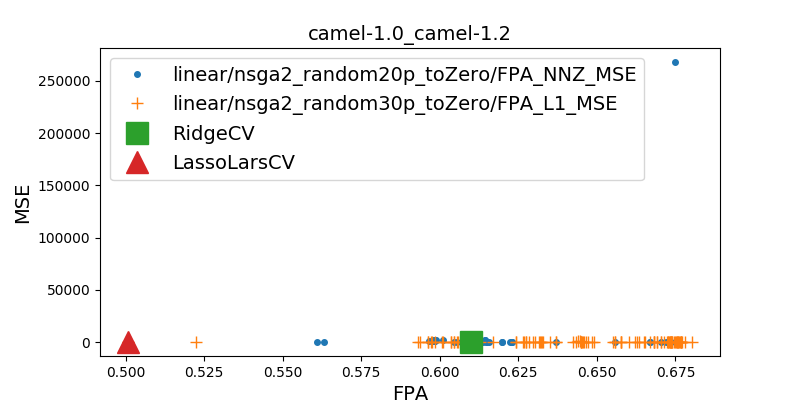 camel-1.0_camel-1.2
linear/nsga2_random20p_toZero/FPA_NNZ_MSE
linear/nsga2_random30p_toZero/FPA_L1_MSE
RidgeCV
LassoLarsCV
MSE
250000
200000
150000
100000
50000
0
0.500 0.525 0.550 0.575 0.600 0.625 0.650 0.675
FPA